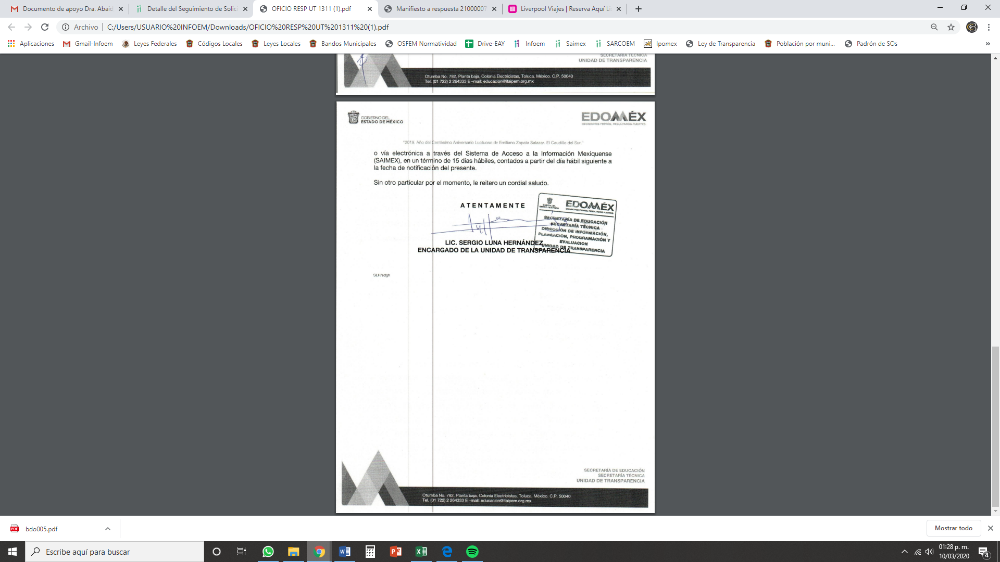 Documento de apoyo Dra. Abaid
Detalle del Seguimiento de Solici
OFICIO RESP UT 1311 (1).pdf
Manifiesto a respuesta 21000007
Liverpool Viajes | Reserva Aquí Li
Archivo
C:/Users/USUARIO%20INFOEM/Downloads/OFICIO%20RESP%20UT%201311%20(1).pdf
Aplicaciones
Gmail-Infoem
Leyes Federales
Códigos Locales
Leyes Locales
Bandos Municipales
OSFEM Normatividad
Drive-EAY
Infoem
Saimex
SARCOEM
Ipomex
Ley de Transparencia
Población por muni...
Padrón de SOs
»
SECRETARÍA TÉCNICA
UNIDAD DE TRANSPARENCIA
Otumba No. 782, Planta baja, Colonia Electricistas, Toluca, México. C.P. 50040
Tel. (01 722) 2 264333 E –mail: educacion@itaipem.org.mx
GOBIERNO DEL
ESTADO DE MÉXICO
EDOMÉX
DECISIONES FIRMES, RESULTADOS FUERTES.
"2019. Año del Centésimo Aniversario Luctuoso de Emiliano Zapata Salazar. El Caudillo del Sur."
o vía electrónica a través del Sistema de Acceso a la Información Mexiquense
(SAIMEX), en un término de 15 días hábiles, contados a partir del día hábil siguiente a
la fecha de notificación del presente.
Sin otro particular por el momento, le reitero un cordial saludo.
A T E N T A M E N T E
GOBIERNO DEL
ESTADO DE MÉXICO
EDOMÉX
DECISIONES FIRMES, RESULTADOS FUERTES.
SECRETARÍA DE EDUCACIÓN
SECRETARÍA TÉCNICA
DIRECCIÓN DE INFORMACIÓN,
PLANEACIÓN, PROGRAMACIÓN Y
EVALUACIÓN
UNIDAD DE TRANSPARENCIA
LIC. SERGIO LUNA HERNÁNDEZ
ENCARGADO DE LA UNIDAD DE TRANSPARENCIA
SLH/edgh
SECRETARÍA DE EDUCACIÓN
SECRETARÍA TÉCNICA
UNIDAD DE TRANSPARENCIA
Otumba No. 782, Planta baja, Colonia Electricistas, Toluca, México. C.P. 50040
Tel. (01 722) 2 264333 E –mail: educacion@itaipem.org.mx
bdo005.pdf
Mostrar todo
Escribe aquí para buscar
01:28 p. m.
10/03/2020
4